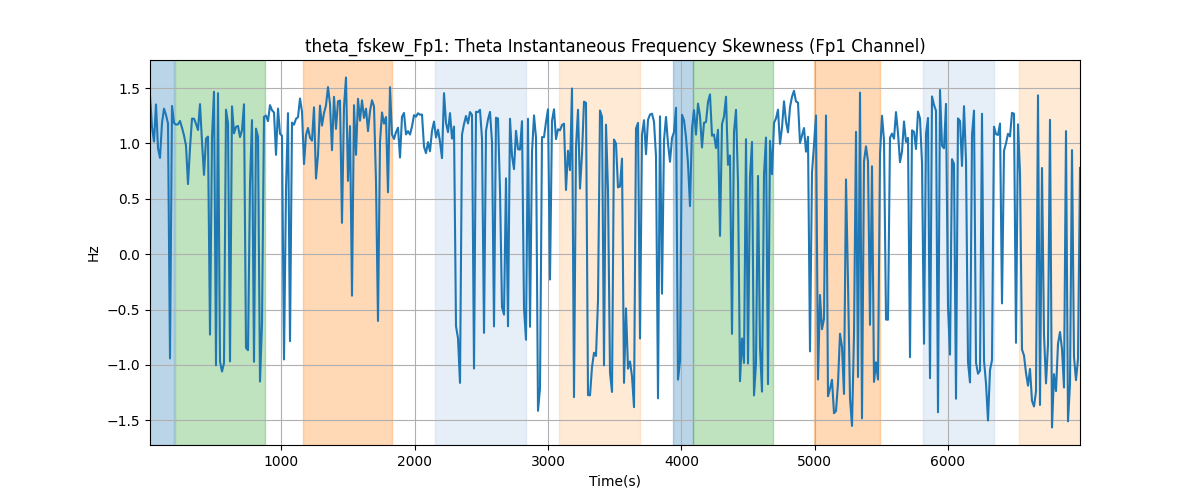 theta_fskew_Fp1: Theta Instantaneous Frequency Skewness (Fp1 Channel)
1.5
1.0
0.5
0.0
−0.5
−1.0
−1.5
Hz
1000 2000 3000 4000 5000 6000
Time(s)